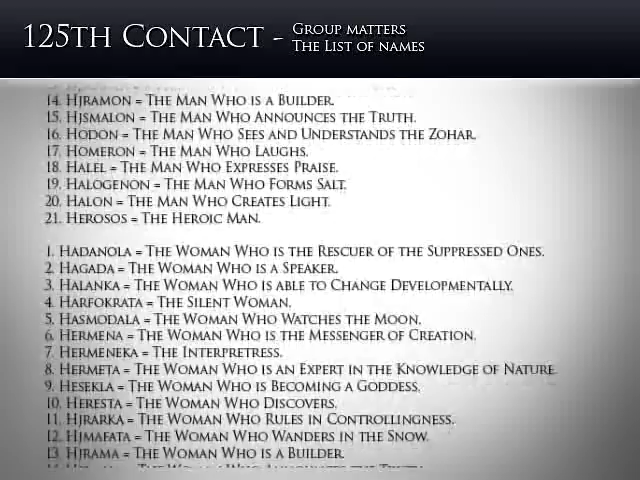 125th Contact - Group matters
The List of names
14. Hjramon = The Man Who is a Builder.
15. Hjsmalon = The Man Who Announces the Truth.
16. Hodon = The Man Who Sees and Understands the Zohar.
17. Homeron = The Man Who Laughs.
18. Halel = The Man Who Expresses Praise.
19. Halogenon = The Man Who Forms Salt.
20. Halon = The Man Who Creates Light.
21. Herosos = The Heroic Man.
1. Hadanola = The Woman Who is the Rescuer of the Suppressed Ones.
2. Hagada = The Woman Who is a Speaker.
3. Halanka = The Woman Who is able to Change Developmentally.
4. Harfokrata = The Silent Woman.
5. Hasmodala = The Woman Who Watches the Moon.
6. Hermena = The Woman Who is the Messenger of Creation.
7. Hermeneka = The Interpretress.
8. Hermeta = The Woman Who is an Expert in the Knowledge of Nature.
9. Hesekla = The Woman Who is Becoming a Goddess.
10. Heresta = The Woman Who Discovers.
11. Hjrarka = The Woman Who Rules in Controllingness.
12. Hjmafata = The Woman Who Wanders in the Snow.
13. Hjrama = The Woman Who is a Builder.